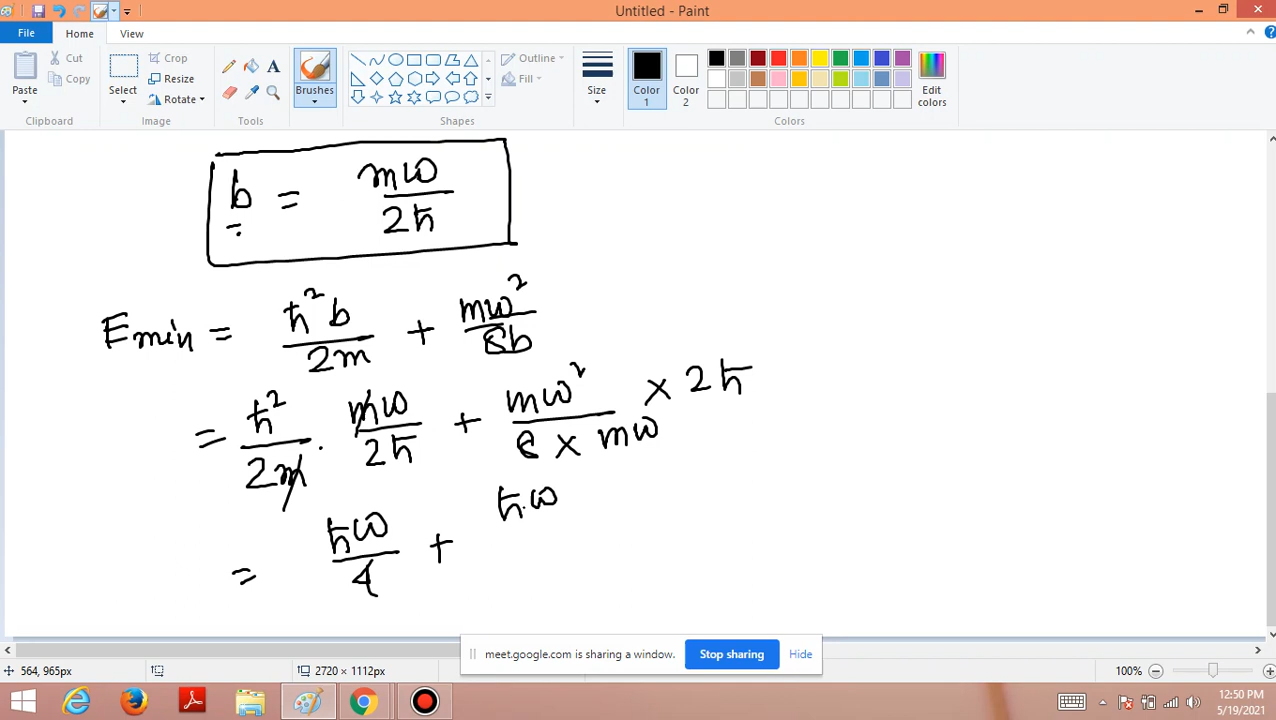 Untitled - Paint
File Home View
Paste Cut Copy Select Crop Resize Rotate A Brushes Outline Fill Size Color 1 Color 2 Edit colors
Clipboard Image Tools Shapes Colors
b = mω/2ħ
Emin = ħ² b/2m + mω²/8b
= ħ²/2m · mω/2ħ + mω²/8 × mω × 2ħ
= ħω/4 + ħ.ω
meet.google.com is sharing a window. Stop sharing Hide
564, 965px 2720 × 1112px 100%
12:50 PM
5/19/2021